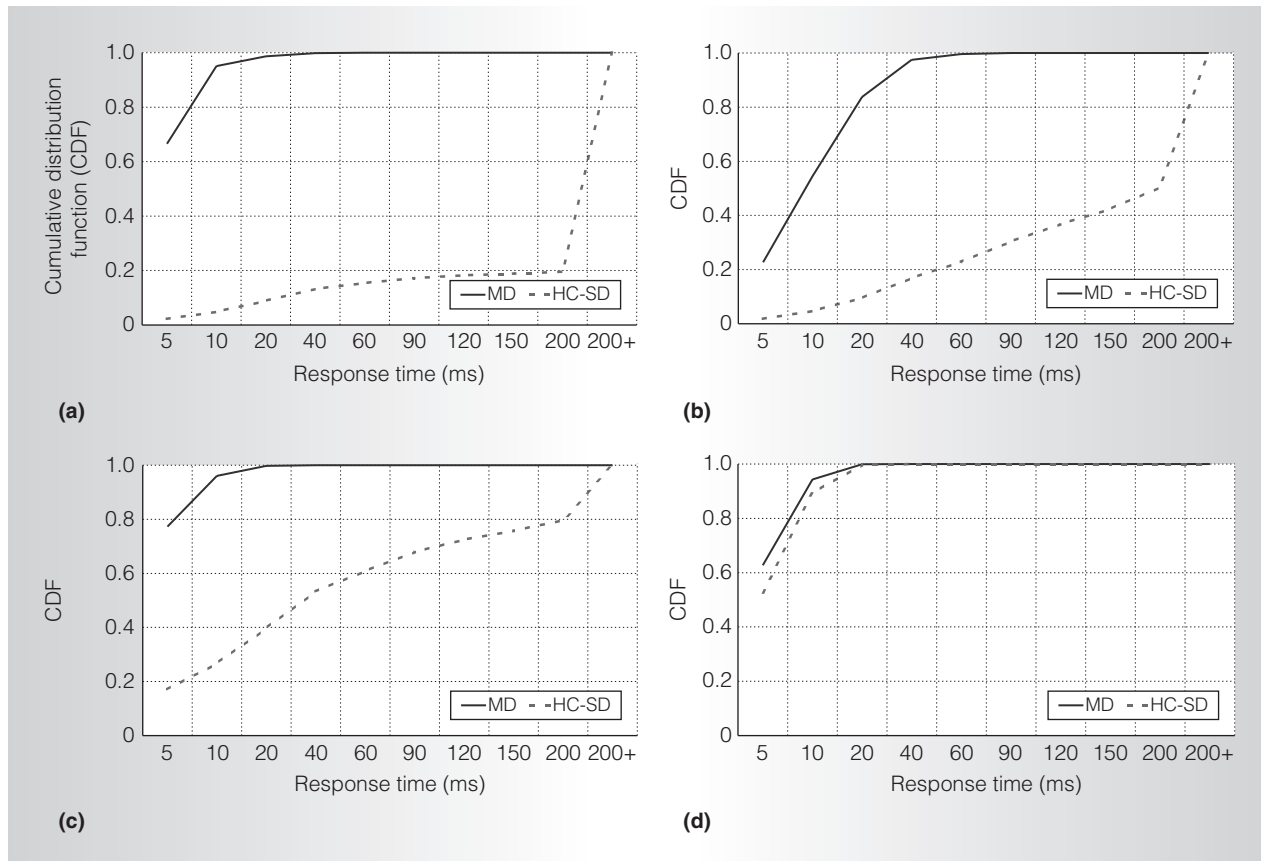 1.0
0.8
0.6
0.4
0.2
0
Cumulative distribution
function (CDF)
MD HC-SD
5 10 20 40 60 90 120 150 200 200+
Response time (ms)
(a)
1.0
0.8
0.6
0.4
0.2
0
CDF
MD HC-SD
5 10 20 40 60 90 120 150 200 200+
Response time (ms)
(b)
1.0
0.8
0.6
0.4
0.2
0
CDF
MD HC-SD
5 10 20 40 60 90 120 150 200 200+
Response time (ms)
(c)
1.0
0.8
0.6
0.4
0.2
0
CDF
MD HC-SD
5 10 20 40 60 90 120 150 200 200+
Response time (ms)
(d)